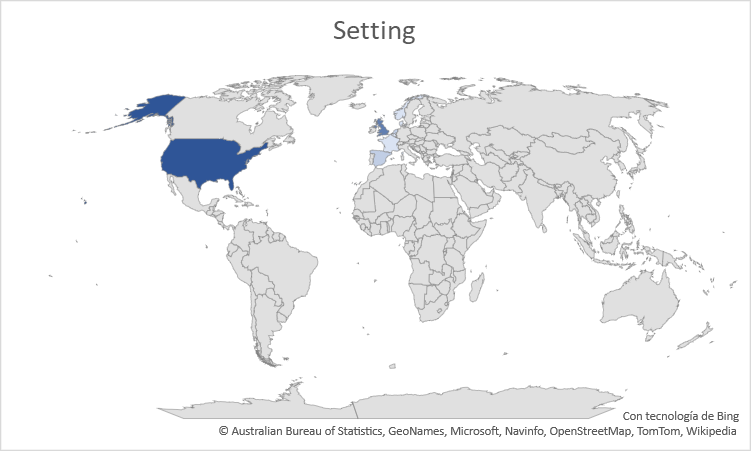 Setting
Con tecnología de Bing
© Australian Bureau of Statistics, GeoNames, Microsoft, Navinfo, OpenStreetMap, TomTom, Wikipedia